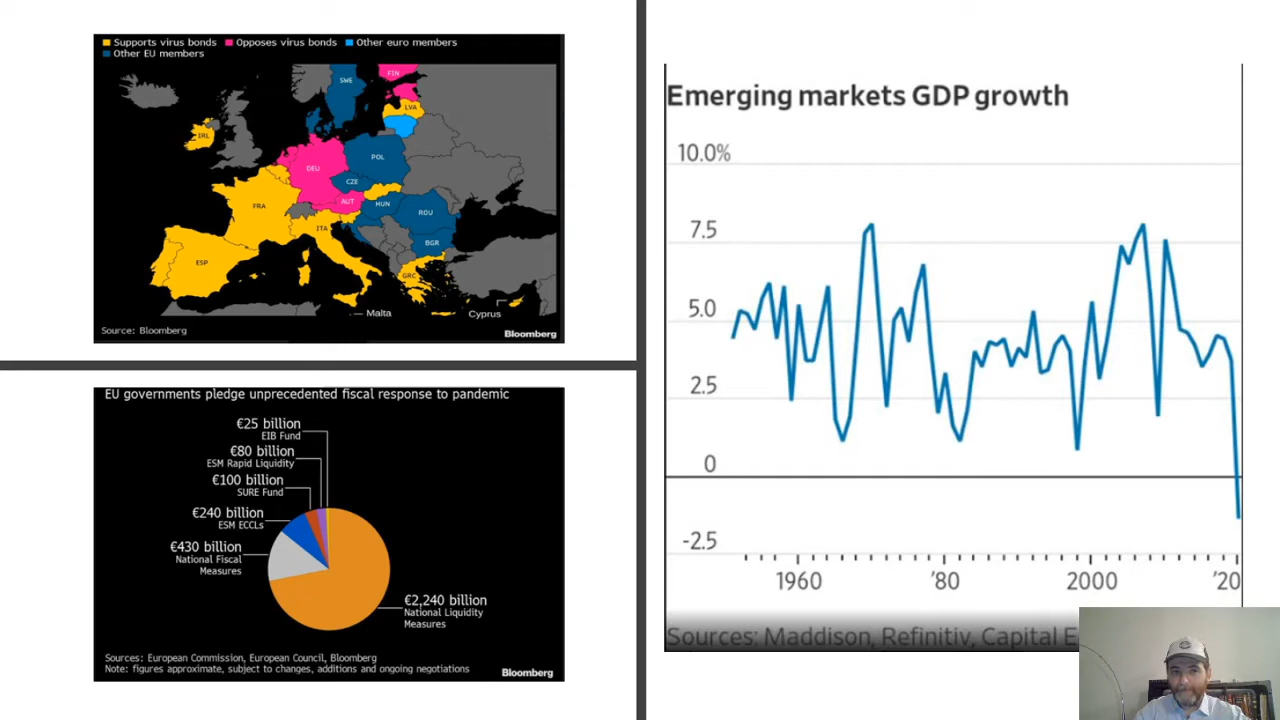 Supports virus bonds Opposes virus bonds Other euro members
Other EU members
FIN
SWE
LVA
IRL
POL
DEU
CZE
AUT
HUN
FRA
ROU
ITA
BGR
ESP
GRC
Malta
Cyprus
Source: Bloomberg
Bloomberg
EU governments pledge unprecedented fiscal response to pandemic
€25 billion
EIB Fund
€80 billion
ESM Rapid Liquidity
€100 billion
SURE Fund
€240 billion
ESM ECCLs
€430 billion
National Fiscal
Measures
€2,240 billion
National Liquidity
Measures
Sources: European Commission, European Council, Bloomberg
Note: figures approximate, subject to changes, additions and ongoing negotiations
Bloomberg
Emerging markets GDP growth
10.0%
7.5
5.0
2.5
0
-2.5
1960 '80 2000 '20
Sources: Maddison, Refinitiv, Capital E